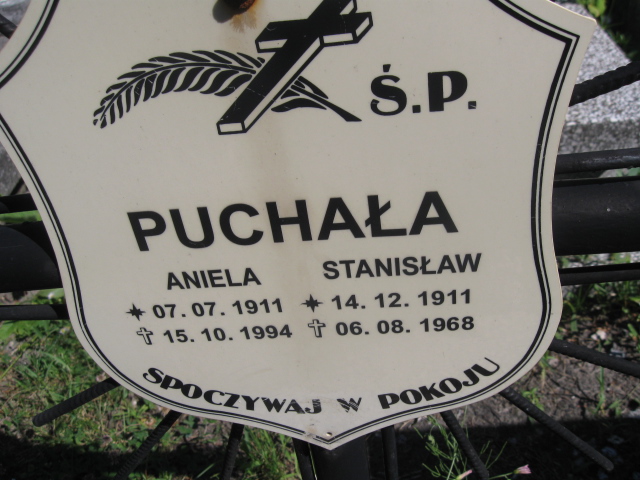 Ś.P.
PUCHAŁA
ANIELA STANISŁAW
07. 07. 1911 14. 12. 1911
15. 10. 1994 06. 08. 1968
SPOCZYWAJ W POKOJU